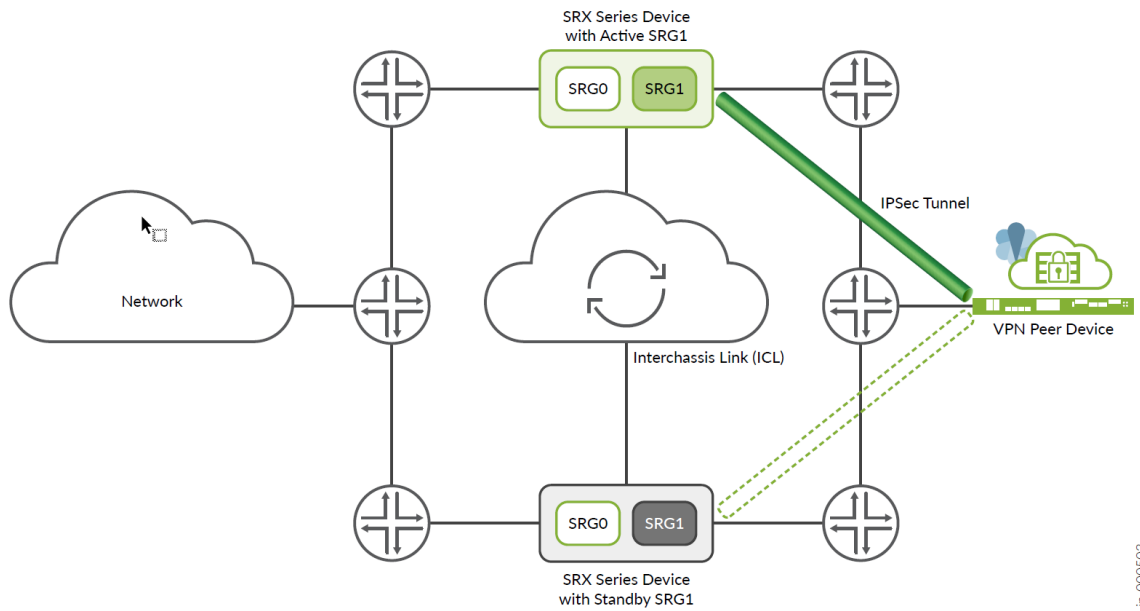 SRX Series Device
with Active SRG1
SRG0
SRG1
IPSec Tunnel
Network
VPN Peer Device
Interchassis Link (ICL)
SRG0
SRG1
SRX Series Device
with Standby SRG1